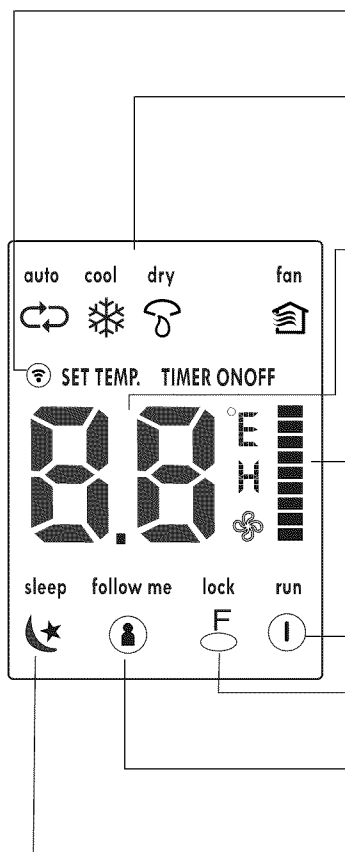 auto cool dry fan
SET TEMP. TIMER ONOFF
8.8 °E
H
sleep follow me lock run
F